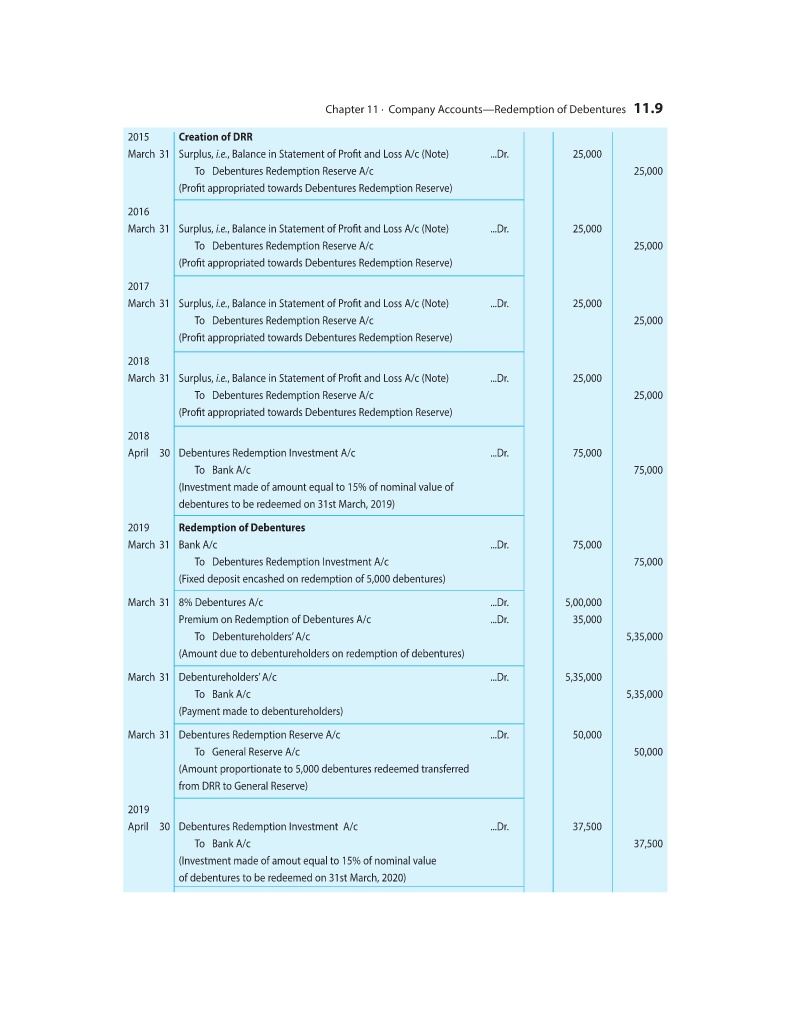 Chapter 11 · Company Accounts—Redemption of Debentures 11.9
2015 Creation of DRR
March 31 Surplus, i.e., Balance in Statement of Profit and Loss A/c (Note) ...Dr. 25,000
To Debentures Redemption Reserve A/c 25,000
(Profit appropriated towards Debentures Redemption Reserve)
2016
March 31 Surplus, i.e., Balance in Statement of Profit and Loss A/c (Note) ...Dr. 25,000
To Debentures Redemption Reserve A/c 25,000
(Profit appropriated towards Debentures Redemption Reserve)
2017
March 31 Surplus, i.e., Balance in Statement of Profit and Loss A/c (Note) ...Dr. 25,000
To Debentures Redemption Reserve A/c 25,000
(Profit appropriated towards Debentures Redemption Reserve)
2018
March 31 Surplus, i.e., Balance in Statement of Profit and Loss A/c (Note) ...Dr. 25,000
To Debentures Redemption Reserve A/c 25,000
(Profit appropriated towards Debentures Redemption Reserve)
2018
April 30 Debentures Redemption Investment A/c ...Dr. 75,000
To Bank A/c 75,000
(Investment made of amount equal to 15% of nominal value of
debentures to be redeemed on 31st March, 2019)
2019 Redemption of Debentures
March 31 Bank A/c ...Dr. 75,000
To Debentures Redemption Investment A/c 75,000
(Fixed deposit encashed on redemption of 5,000 debentures)
March 31 8% Debentures A/c ...Dr. 5,00,000
Premium on Redemption of Debentures A/c ...Dr. 35,000
To Debentureholders' A/c 5,35,000
(Amount due to debentureholders on redemption of debentures)
March 31 Debentureholders' A/c ...Dr. 5,35,000
To Bank A/c 5,35,000
(Payment made to debentureholders)
March 31 Debentures Redemption Reserve A/c ...Dr. 50,000
To General Reserve A/c 50,000
(Amount proportionate to 5,000 debentures redeemed transferred
from DRR to General Reserve)
2019
April 30 Debentures Redemption Investment A/c ...Dr. 37,500
To Bank A/c 37,500
(Investment made of amout equal to 15% of nominal value
of debentures to be redeemed on 31st March, 2020)